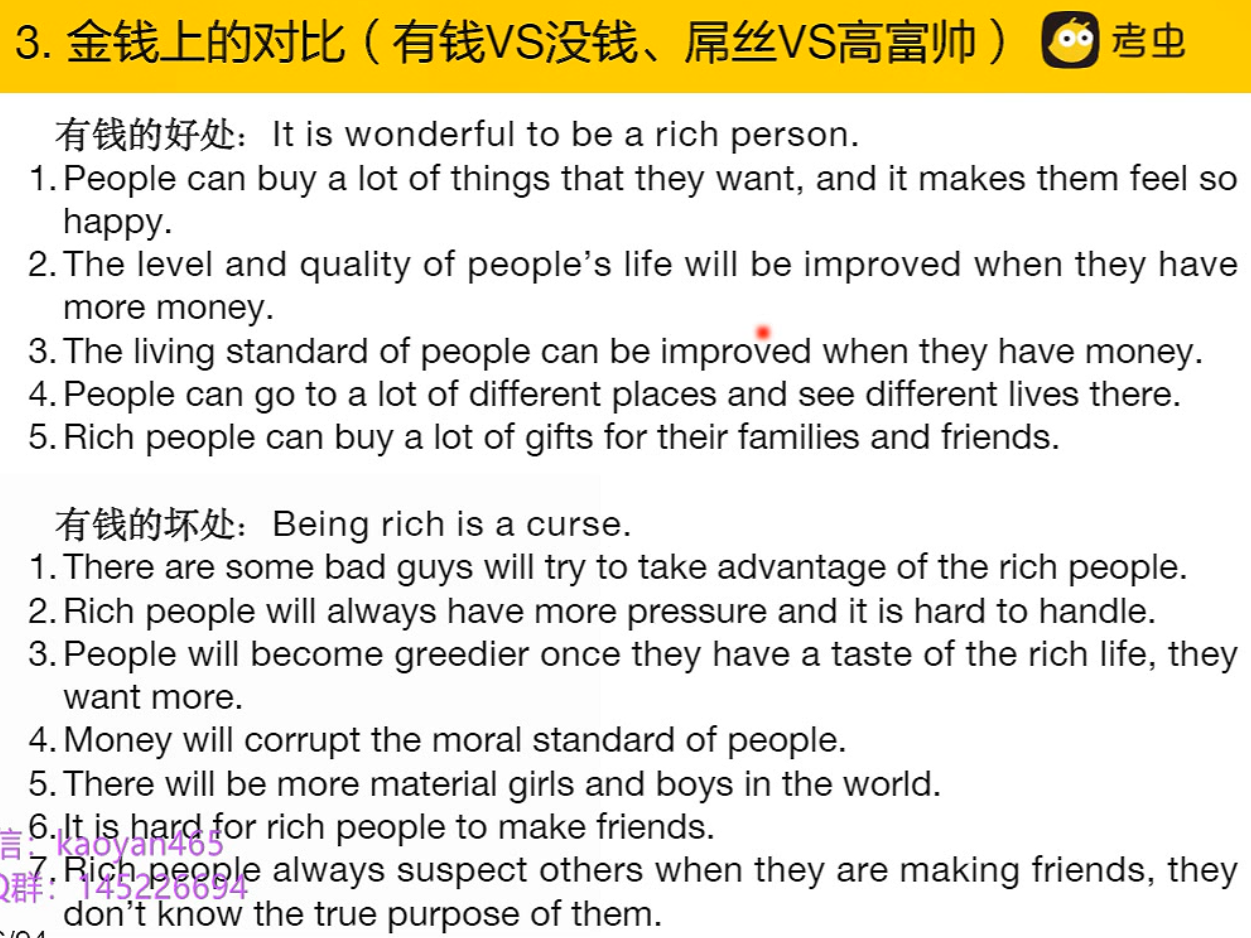 3. 金钱上的对比（有钱VS没钱、屌丝VS高富帅） 考虫
有钱的好处：It is wonderful to be a rich person.
1. People can buy a lot of things that they want, and it makes them feel so
happy.
2. The level and quality of people's life will be improved when they have
more money.
3. The living standard of people can be improved when they have money.
4. People can go to a lot of different places and see different lives there.
5. Rich people can buy a lot of gifts for their families and friends.
有钱的坏处：Being rich is a curse.
1. There are some bad guys will try to take advantage of the rich people.
2. Rich people will always have more pressure and it is hard to handle.
3. People will become greedier once they have a taste of the rich life, they
want more.
4. Money will corrupt the moral standard of people.
5. There will be more material girls and boys in the world.
6. It is hard for rich people to make friends.
信：kaoyan465
7. Rich people always suspect others when they are making friends, they
Q群：145226694
don't know the true purpose of them.